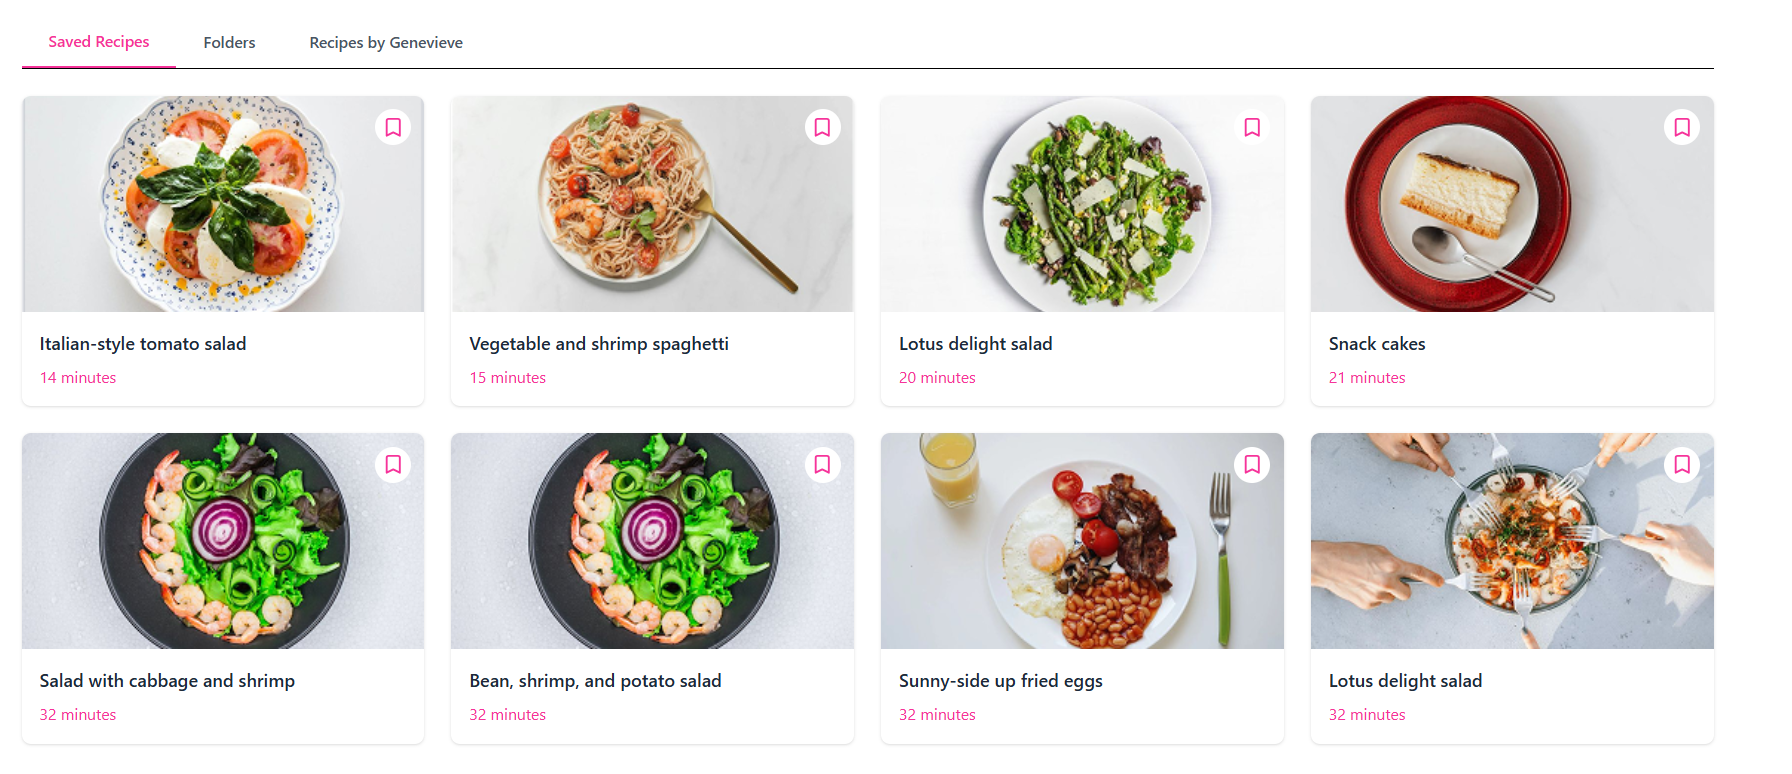 Saved Recipes
Folders
Recipes by Genevieve
Italian-style tomato salad
14 minutes
Vegetable and shrimp spaghetti
15 minutes
Lotus delight salad
20 minutes
Snack cakes
21 minutes
Salad with cabbage and shrimp
32 minutes
Bean, shrimp, and potato salad
32 minutes
Sunny-side up fried eggs
32 minutes
Lotus delight salad
32 minutes